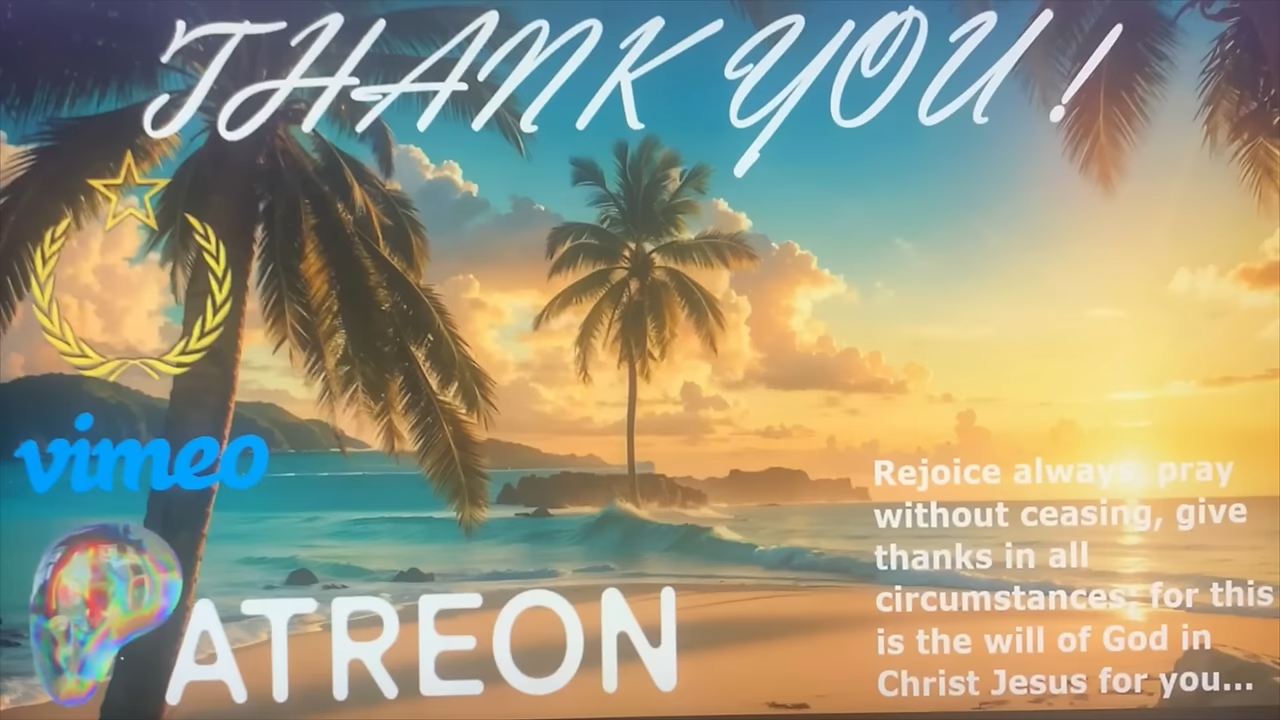 THANK YOU !
vimeo
PATREON
Rejoice always, pray
without ceasing, give
thanks in all
circumstances; for this
is the will of God in
Christ Jesus for you...